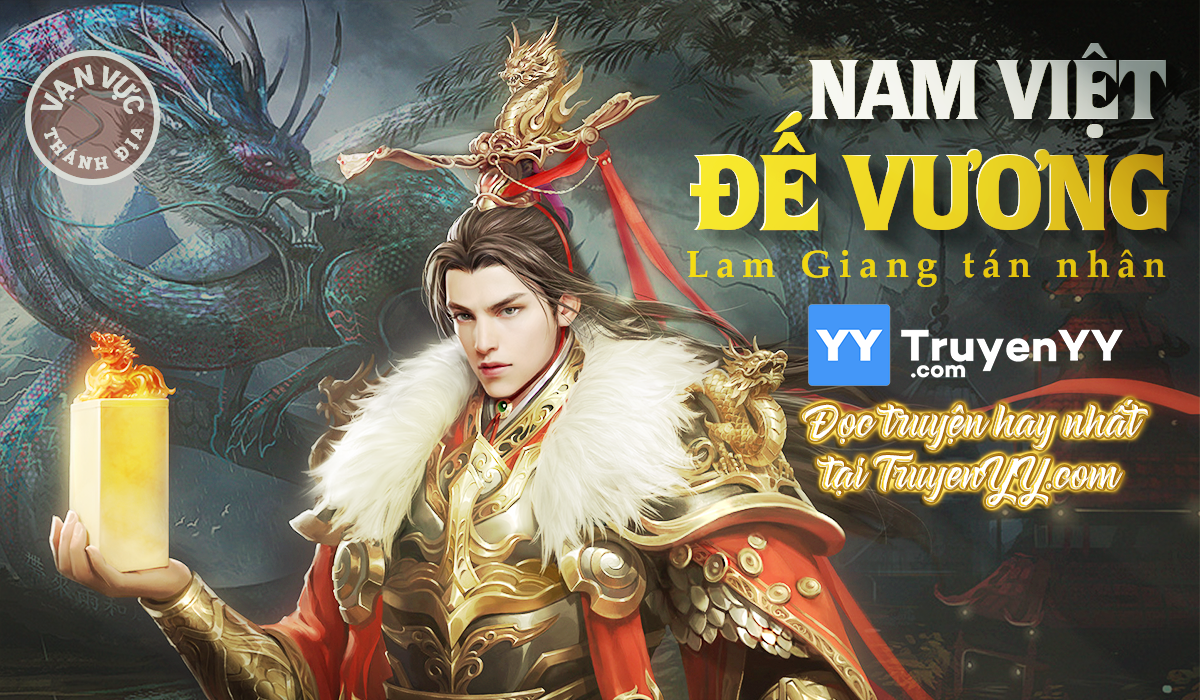 VẠN VỰC
THÁNH ĐỊA
NAM VIỆT
ĐẾ VƯƠNG
Lam Giang tán nhân
YY TruyenYY
.com
Đọc truyện hay nhất
tại TruyenYY.com